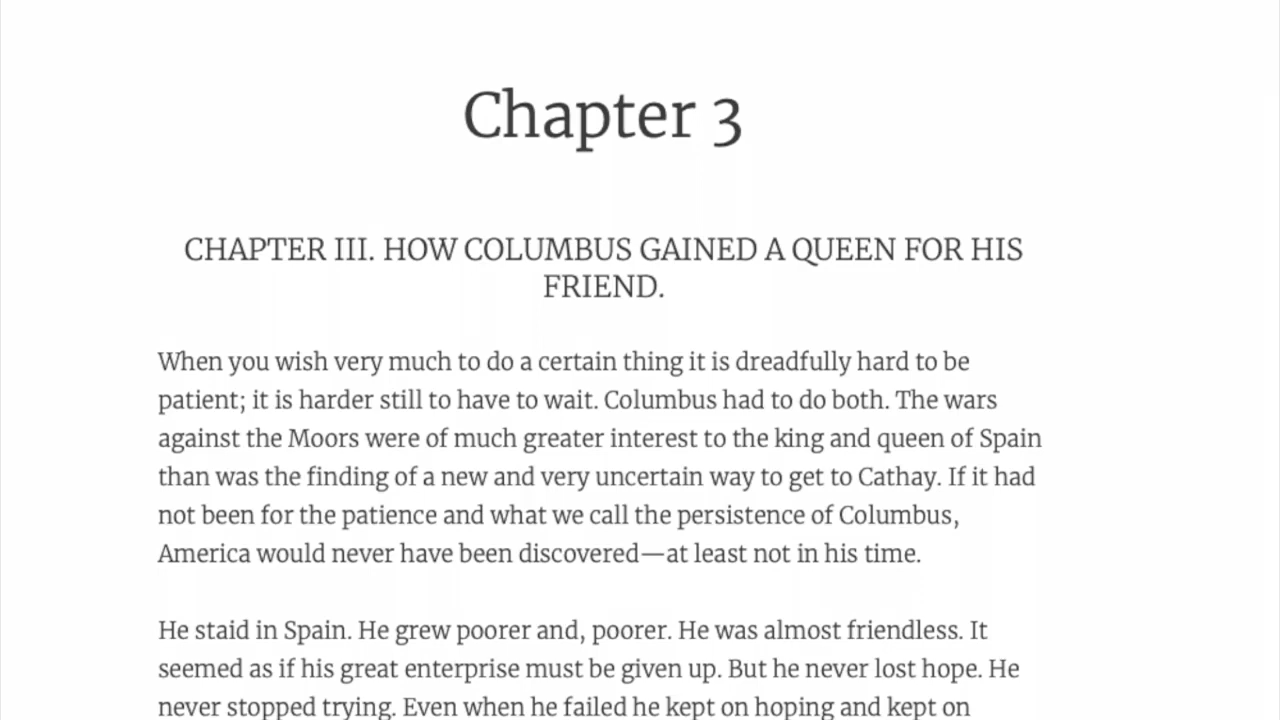 Chapter 3
CHAPTER III. HOW COLUMBUS GAINED A QUEEN FOR HIS
FRIEND.
When you wish very much to do a certain thing it is dreadfully hard to be
patient; it is harder still to have to wait. Columbus had to do both. The wars
against the Moors were of much greater interest to the king and queen of Spain
than was the finding of a new and very uncertain way to get to Cathay. If it had
not been for the patience and what we call the persistence of Columbus,
America would never have been discovered—at least not in his time.
He staid in Spain. He grew poorer and, poorer. He was almost friendless. It
seemed as if his great enterprise must be given up. But he never lost hope. He
never stopped trying. Even when he failed he kept on hoping and kept on